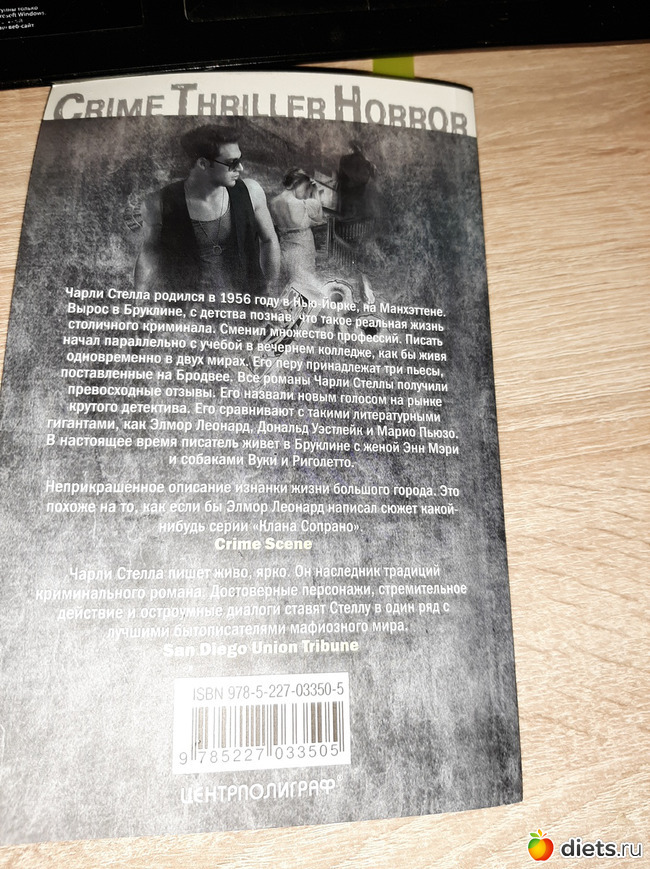 тупны только
rosoft Windows.
веб-сайт
CRIME THRILLER HORROR
Чарли Стелла родился в 1956 году в Нью-Йорке, на Манхэттене.
Вырос в Бруклине, с детства познав, что такое реальная жизнь
столичного криминала. Сменил множество профессий. Писать
начал параллельно с учебой в вечернем колледже, как бы живя
одновременно в двух мирах. Его перу принадлежат три пьесы,
поставленные на Бродвее. Все романы Чарли Стеллы получили
превосходные отзывы. Его назвали новым голосом на рынке
крутого детектива. Его сравнивают с такими литературными
гигантами, как Элмор Леонард, Дональд Уэстлейк и Марио Пьюзо.
В настоящее время писатель живет в Бруклине с женой Энн Мэри
и собаками Вуки и Риголетто.
Неприкрашенное описание изнанки жизни большого города. Это
похоже на то, как если бы Элмор Леонард написал сюжет какой-
нибудь серии «Клана Сопрано».
Crime Scene
Чарли Стелла пишет живо, ярко. Он наследник традиций
криминального романа. Достоверные персонажи, стремительное
действие и остроумные диалоги ставят Стеллу в один ряд с
лучшими бытописателями мафиозного мира.
San Diego Union Tribune
ISBN 978-5-227-03350-5
9 785227 033505
ЦЕНТРПОЛИГРАФ®
diets.ru